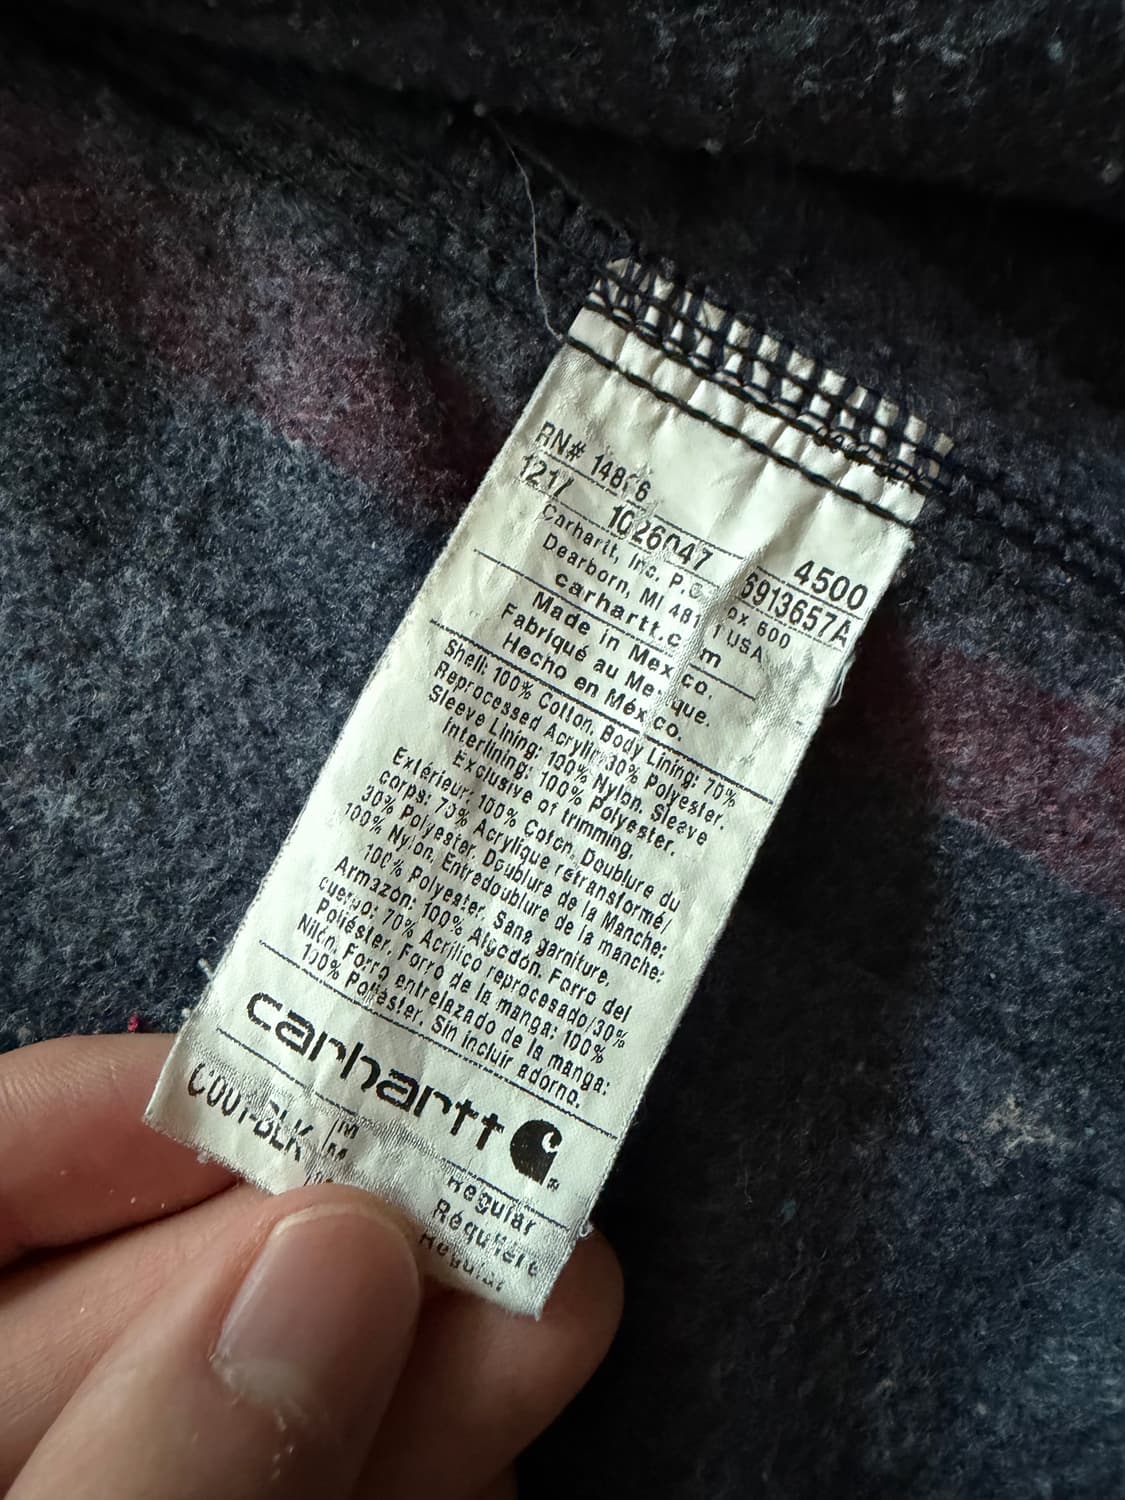 RN# 14806 4500
1217 1026047 6913657A
Carhartt, Inc. P.O. Box 600
Dearborn, MI 48121 USA
carhartt.com
Made in Mexico.
Fabriqué au Mexique.
Hecho en México.
Shell: 100% Cotton, Body Lining: 70%
Reprocessed Acrylic/30% Polyester.
Sleeve Lining: 100% Nylon, Sleeve
Interlining: 100% Polyester.
Exclusive of trimming.
Extérieur: 100% Coton, Doublure du
corps: 70% Acrylique retransformé/
30% Polyester, Doublure de la Manche:
100% Nylon, Entredoublure de la manche:
100% Polyester. Sans garniture.
Armazón: 100% Algodón. Forro del
cuerpo: 70% Acrílico reprocesado/30%
Poliéster. Forro de la manga: 100%
Nilón, Forro entrelazado de la manga:
100% Poliéster. Sin incluir adorno.
carhartt
C001-BLK M
M
Regular
Régulière
Regular